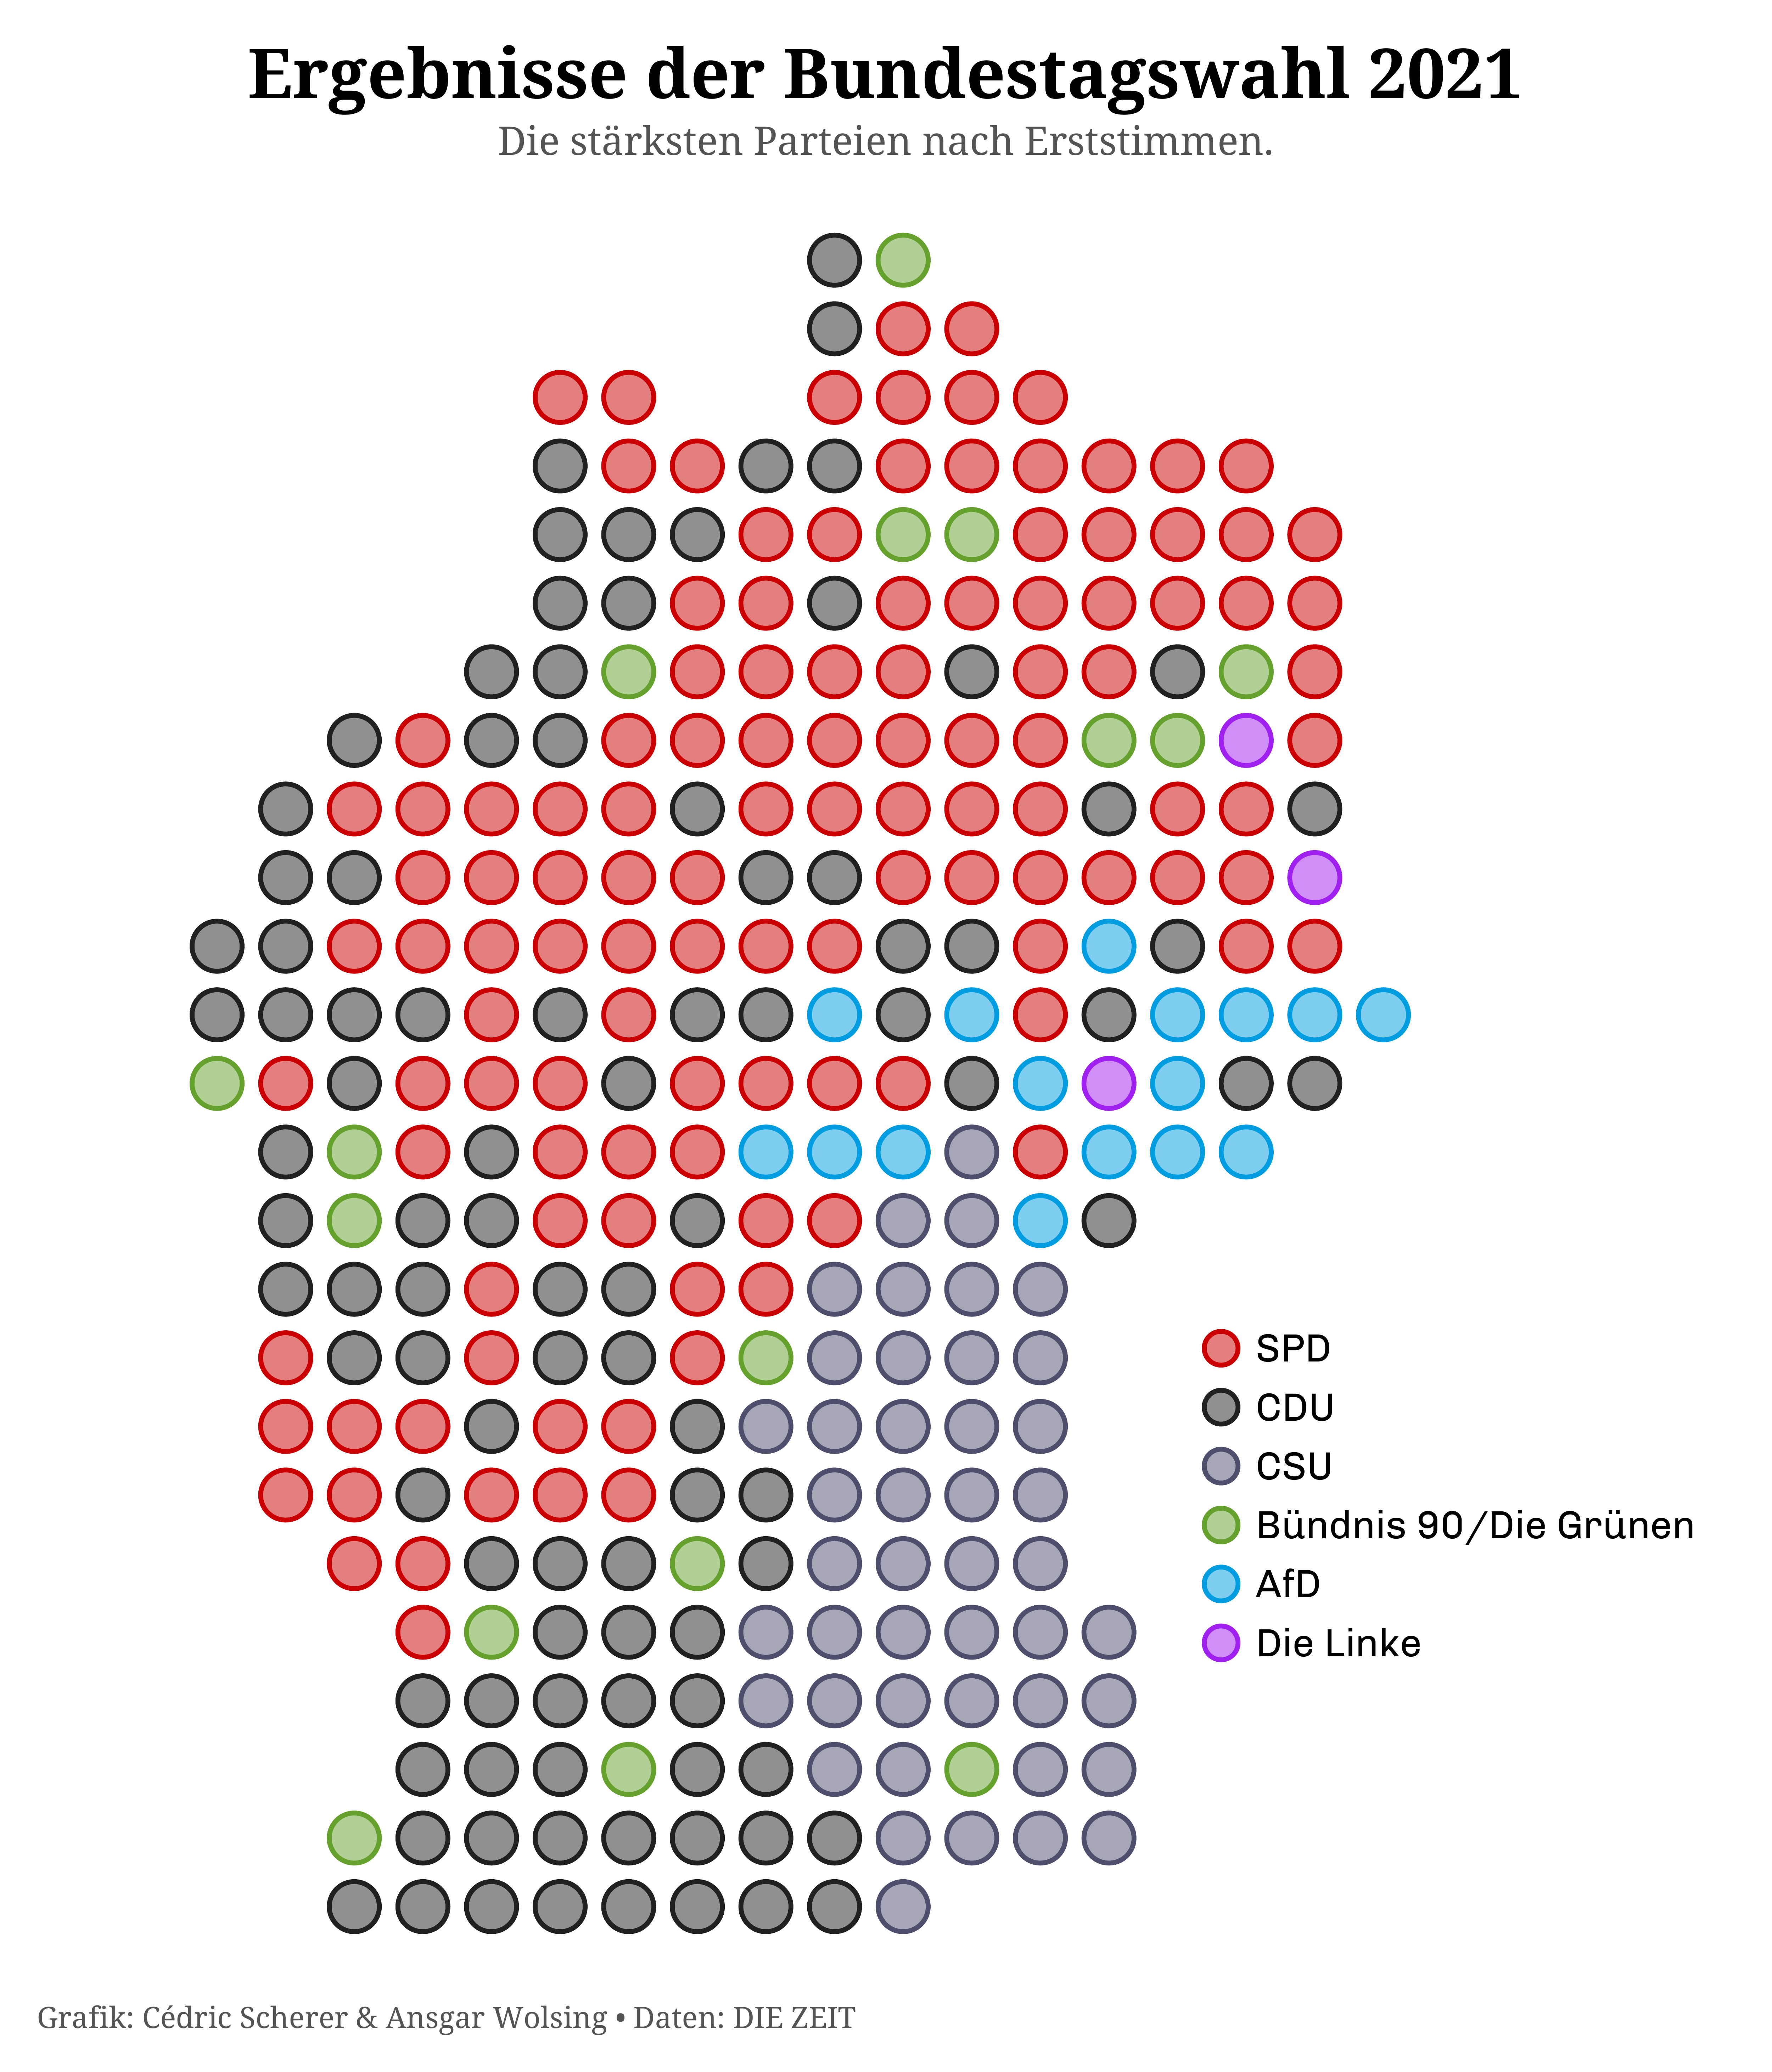 Ergebnisse der Bundestagswahl 2021
Die stärksten Parteien nach Erststimmen.
SPD
CDU
CSU
Bündnis 90/Die Grünen
AfD
Die Linke
Grafik: Cédric Scherer & Ansgar Wolsing • Daten: DIE ZEIT